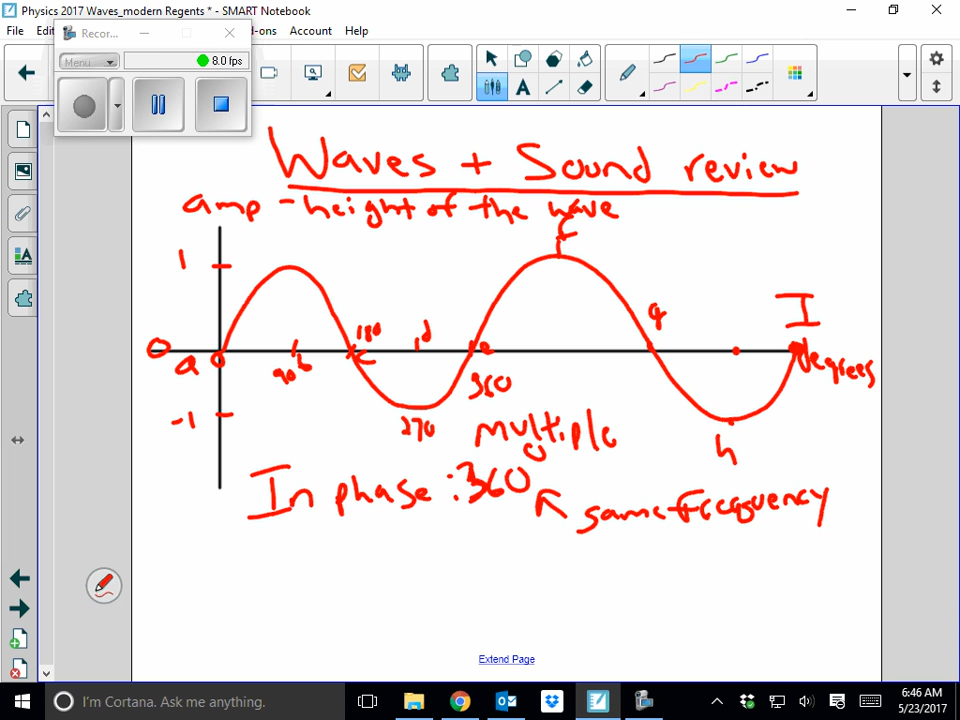 Physics 2017 Waves_modern Regents * - SMART Notebook
File
Recor...
d-ons Account Help
Menu
8.0 fps
A
Waves + Sound review
amp - height of the wave
1
f
180
d
g
I
0
a
90
b
c
e
degrees
360
-1
270
multiple
h
In phase : 360
same frequency
Extend Page
I'm Cortana. Ask me anything.
6:46 AM
5/23/2017